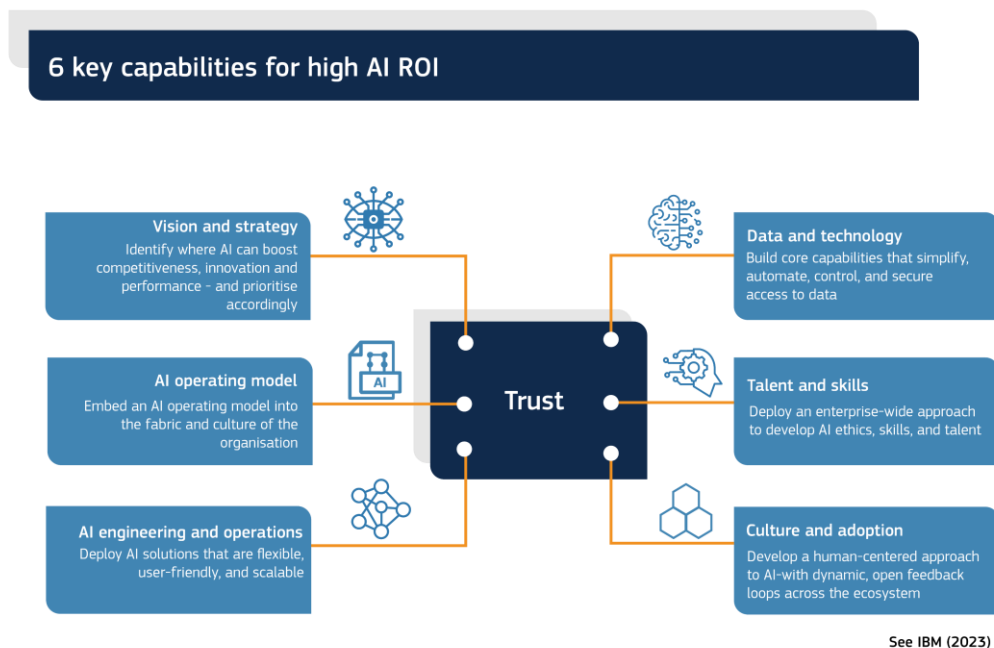 6 key capabilities for high AI ROI
Vision and strategy
Identify where AI can boost
competitiveness, innovation and
performance - and prioritise
accordingly
AI operating model
Embed an AI operating model into
the fabric and culture of the
organisation
AI
AI engineering and operations
Deploy AI solutions that are flexible,
user-friendly, and scalable
Trust
Data and technology
Build core capabilities that simplify,
automate, control, and secure
access to data
Talent and skills
Deploy an enterprise-wide approach
to develop AI ethics, skills, and talent
Culture and adoption
Develop a human-centered approach
to AI-with dynamic, open feedback
loops across the ecosystem
See IBM (2023)